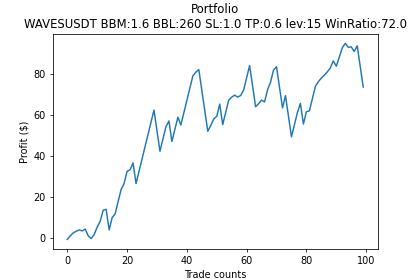 Portfolio
WAVESUSDT BBM:1.6 BBL:260 SL:1.0 TP:0.6 lev:15 WinRatio:72.0
80
60
40
20
0
Profit ($)
0 20 40 60 80 100
Trade counts